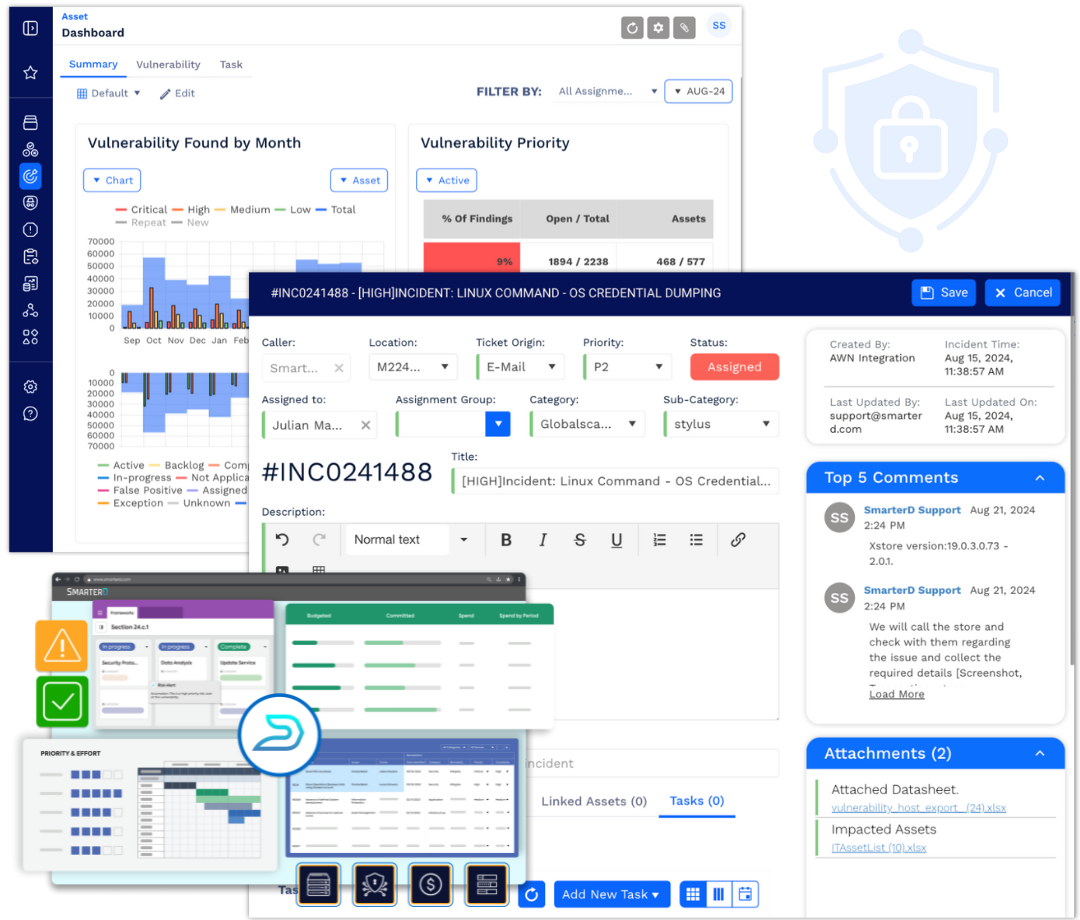 Asset
Dashboard
SS
Summary
Vulnerability
Task
Default
Edit
FILTER BY:
All Assignme...
AUG-24
Vulnerability Found by Month
Chart
Asset
Critical
High
Medium
Low
Total
Repeat
New
70000
60000
50000
40000
30000
20000
10000
0
Sep
Oct
Nov
Dec
Jan
Feb
0
10000
20000
30000
40000
50000
60000
70000
Active
Backlog
In-progress
False Positive
Assigned
Exception
Unknown
Vulnerability Priority
Active
% Of Findings
Open / Total
Assets
9%
1894 / 2238
468 / 577
#INC0241488 - [HIGH]INCIDENT: LINUX COMMAND - OS CREDENTIAL DUMPING
Save
Cancel
Caller:
Location:
Ticket Origin:
Priority:
Status:
Smart...
M224...
E-Mail
P2
Assigned
Assigned to:
Assignment Group:
Category:
Sub-Category:
Julian Ma...
Globalsca...
stylus
#INC0241488
Title:
[HIGH]Incident: Linux Command - OS Credential...
Description:
Normal text
B
I
S
U
Linked Assets (0)
Tasks (0)
Add New Task
Created By:
AWN Integration
Incident Time:
Aug 15, 2024,
11:38:57 AM
Last Updated By:
support@smarter
d.com
Last Updated On:
Aug 15, 2024,
11:38:57 AM
Top 5 Comments
SS
SmarterD Support Aug 21, 2024
2:24 PM
Xstore version:19.0.3.0.73 -
2.0.1.
SS
SmarterD Support Aug 21, 2024
2:24 PM
We will call the store and
check with them regarding
the issue and collect the
required details [Screenshot,
Load More
Attachments (2)
Attached Datasheet.
vulnerability_host_export_ (24).xlsx
Impacted Assets
ITAssetList (10).xlsx
SMARTERD
Frameworks
Section 24.c.1
In progress
In progress
Complete
Security Proto...
Data Analysis
Update Service
Risk Alert
Budgeted
Committed
Spend
Spend by Period
PRIORITY & EFFORT